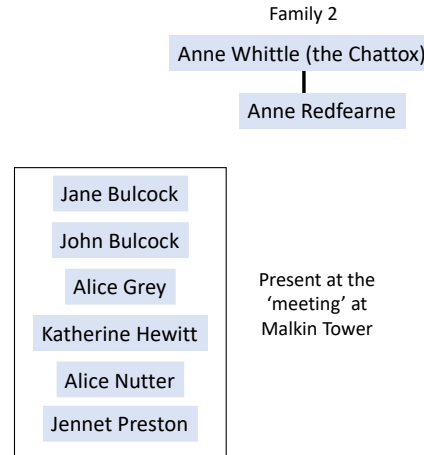 Family 2
Anne Whittle (the Chattox)
Anne Redfearne
Jane Bulcock
John Bulcock
Alice Grey
Katherine Hewitt
Alice Nutter
Jennet Preston
Present at the
‘meeting’ at
Malkin Tower